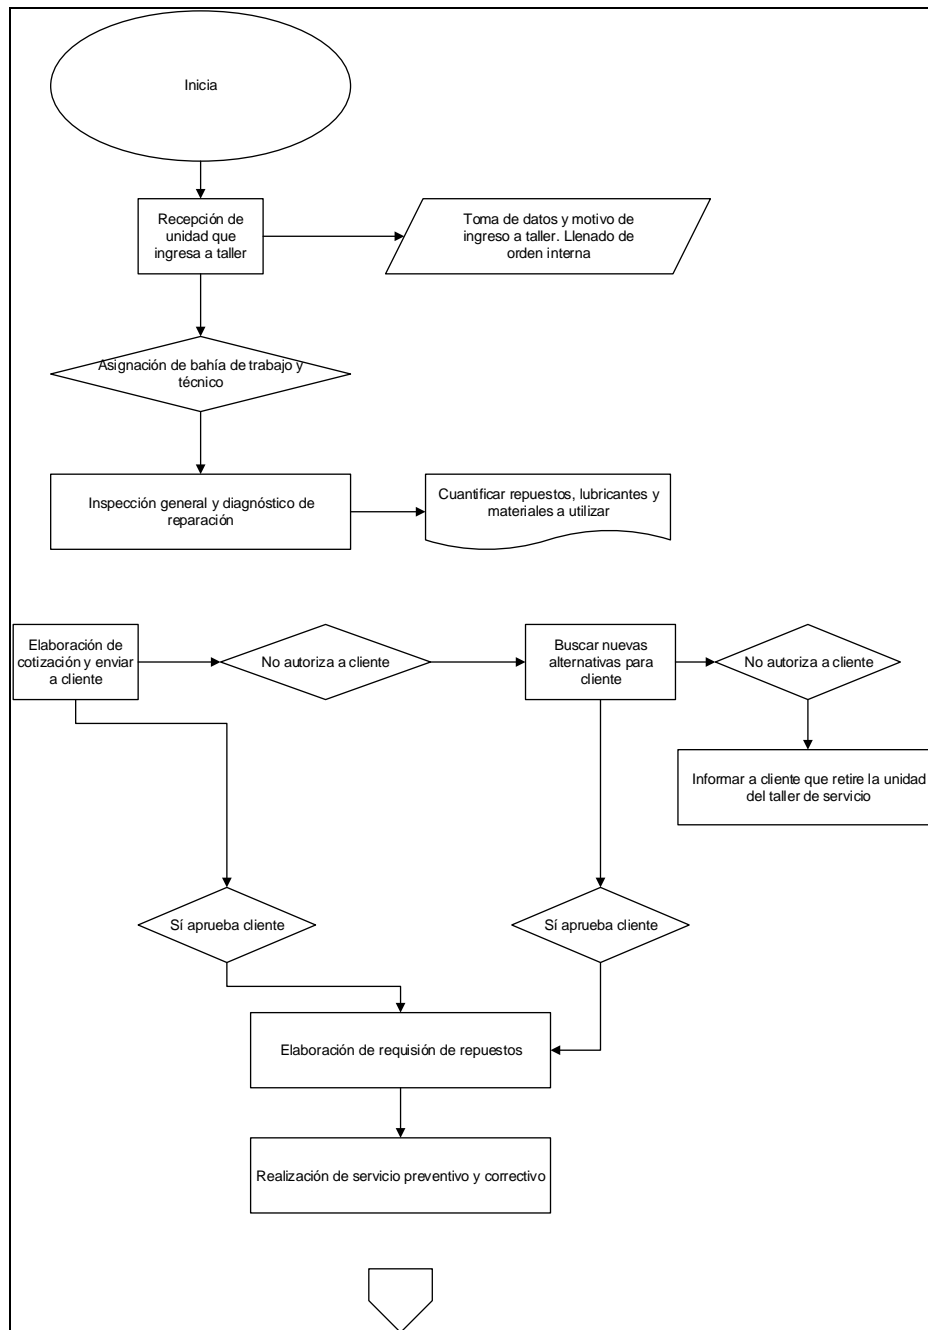 Inicia
Recepción de
unidad que
ingresa a taller
Toma de datos y motivo de
ingreso a taller. Llenado de
orden interna
Asignación de bahía de trabajo y
técnico
Inspección general y diagnóstico de
reparación
Cuantificar repuestos, lubricantes y
materiales a utilizar
Elaboración de
cotización y enviar
a cliente
No autoriza a cliente
Buscar nuevas
alternativas para
cliente
No autoriza a cliente
Informar a cliente que retire la unidad
del taller de servicio
Sí aprueba cliente
Sí aprueba cliente
Elaboración de requisión de repuestos
Realización de servicio preventivo y correctivo